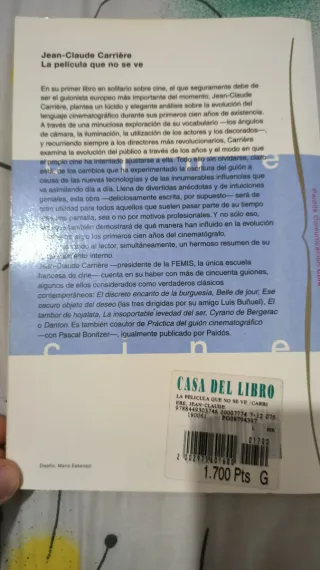 Jean-Claude Carrière
La película que no se ve
En su primer libro en solitario sobre cine, el que seguramente debe de
ser el guionista europeo más importante del momento, Jean-Claude
Carrière, plantea un lúcido y elegante análisis sobre la evolución del
lenguaje cinematográfico durante sus primeros cien años de existencia.
A través de una minuciosa exploración de su vocabulario —los ángulos
de cámara, la iluminación, la utilización de los actores y los decorados—,
y recurriendo siempre a los directores más revolucionarios, Carrière
examina la evolución del público a través de los años y el modo en que
el propio cine ha intentado ajustarse a ella. Todo sin olvidarse, claro
está, de los cambios que ha experimentado la escritura del guión a
causa de las nuevas tecnologías y de las innumerables influencias que
va asimilando día a día. Llena de divertidas anécdotas y de intuiciones
geniales, esta obra —deliciosamente escrita, por supuesto— será de
gran utilidad para todos aquellos que suelen pasar parte de su tiempo
ante una pantalla, sea o no por motivos profesionales. Y no sólo eso,
también demostrará de qué manera han influido en la evolución
los primeros cien años del cinematógrafo,
al lector, simultáneamente, un hermoso resumen de su
interno.
Jean-Claude Carrière —presidente de la FEMIS, la única escuela
francesa de cine— cuenta en su haber con más de cincuenta guiones,
algunos de ellos considerados como verdaderos clásicos
contemporáneos: El discreto encanto de la burguesía, Belle de jour, Ese
oscuro objeto del deseo (las tres dirigidas por su amigo Luis Buñuel), El
tambor de hojalata, La insoportable levedad del ser, Cyrano de Bergerac
o Danton. Es también coautor de Práctica del guión cinematográfico
—con Pascal Bonitzer—, igualmente publicado por Paidós.
Cine
Cine
CASA DEL LIBRO
LA PELICULA QUE NO SE VE (CARRI
ERE, JEAN-CLAUDE
1.700 Pts G
Diseño: Mario Eskenazi